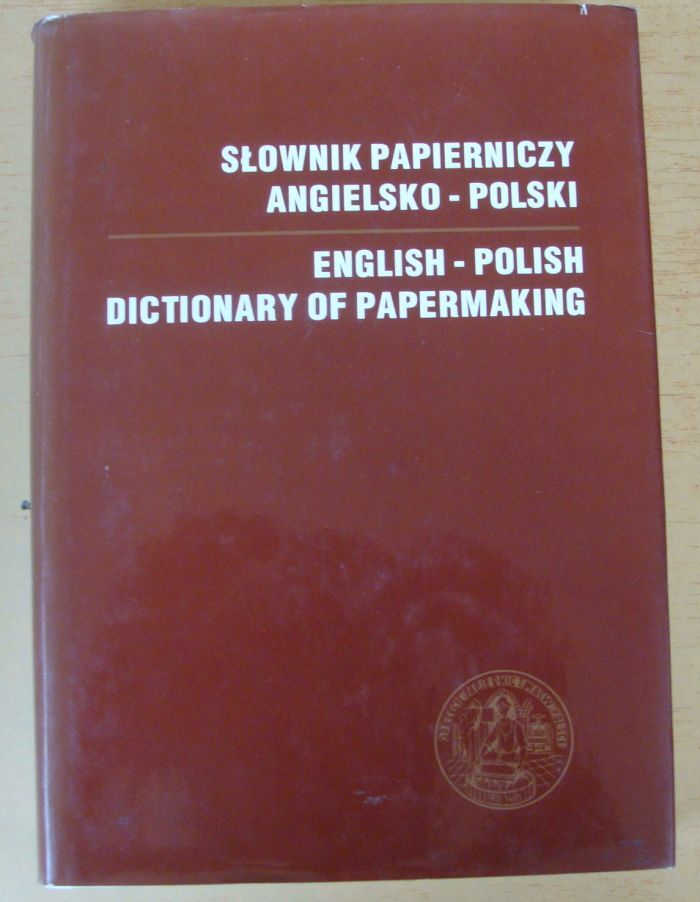 SŁOWNIK PAPIERNICZY
ANGIELSKO - POLSKI
ENGLISH - POLISH
DICTIONARY OF PAPERMAKING